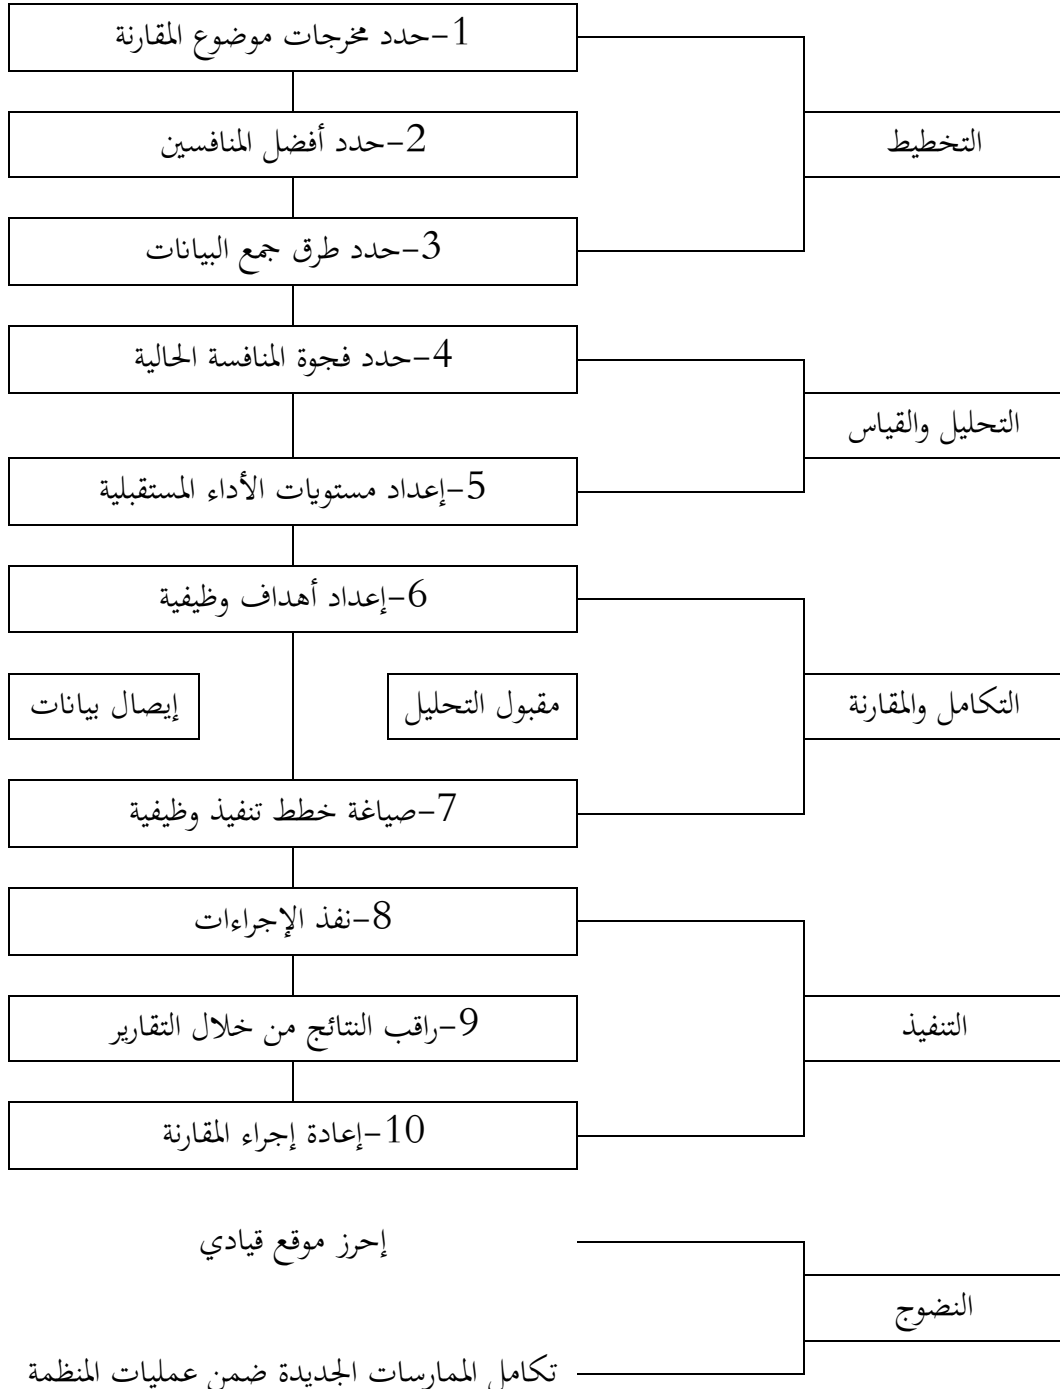 1-حدد مخرجات موضوع المقارنة
2-حدد أفضل المنافسين
التخطيط
3-حدد طرق جمع البيانات
4-حدد فجوة المنافسة الحالية
التحليل والقياس
5-إعداد مستويات الأداء المستقبلية
6-إعداد أهداف وظيفية
مقبول التحليل
إيصال بيانات
التكامل والمقارنة
7-صياغة خطط تنفيذ وظيفية
8-نفذ الإجراءات
9-راقب النتائج من خلال التقارير
التنفيذ
10-إعادة إجراء المقارنة
إحرز موقع قيادي
النضوج
تكامل الممارسات الجديدة ضمن عمليات المنظمة